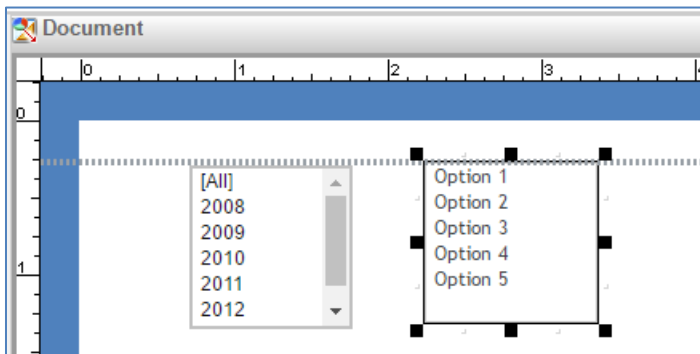 Document
0 1 2 3 4
0
1
[All]
2008
2009
2010
2011
2012
Option 1
Option 2
Option 3
Option 4
Option 5